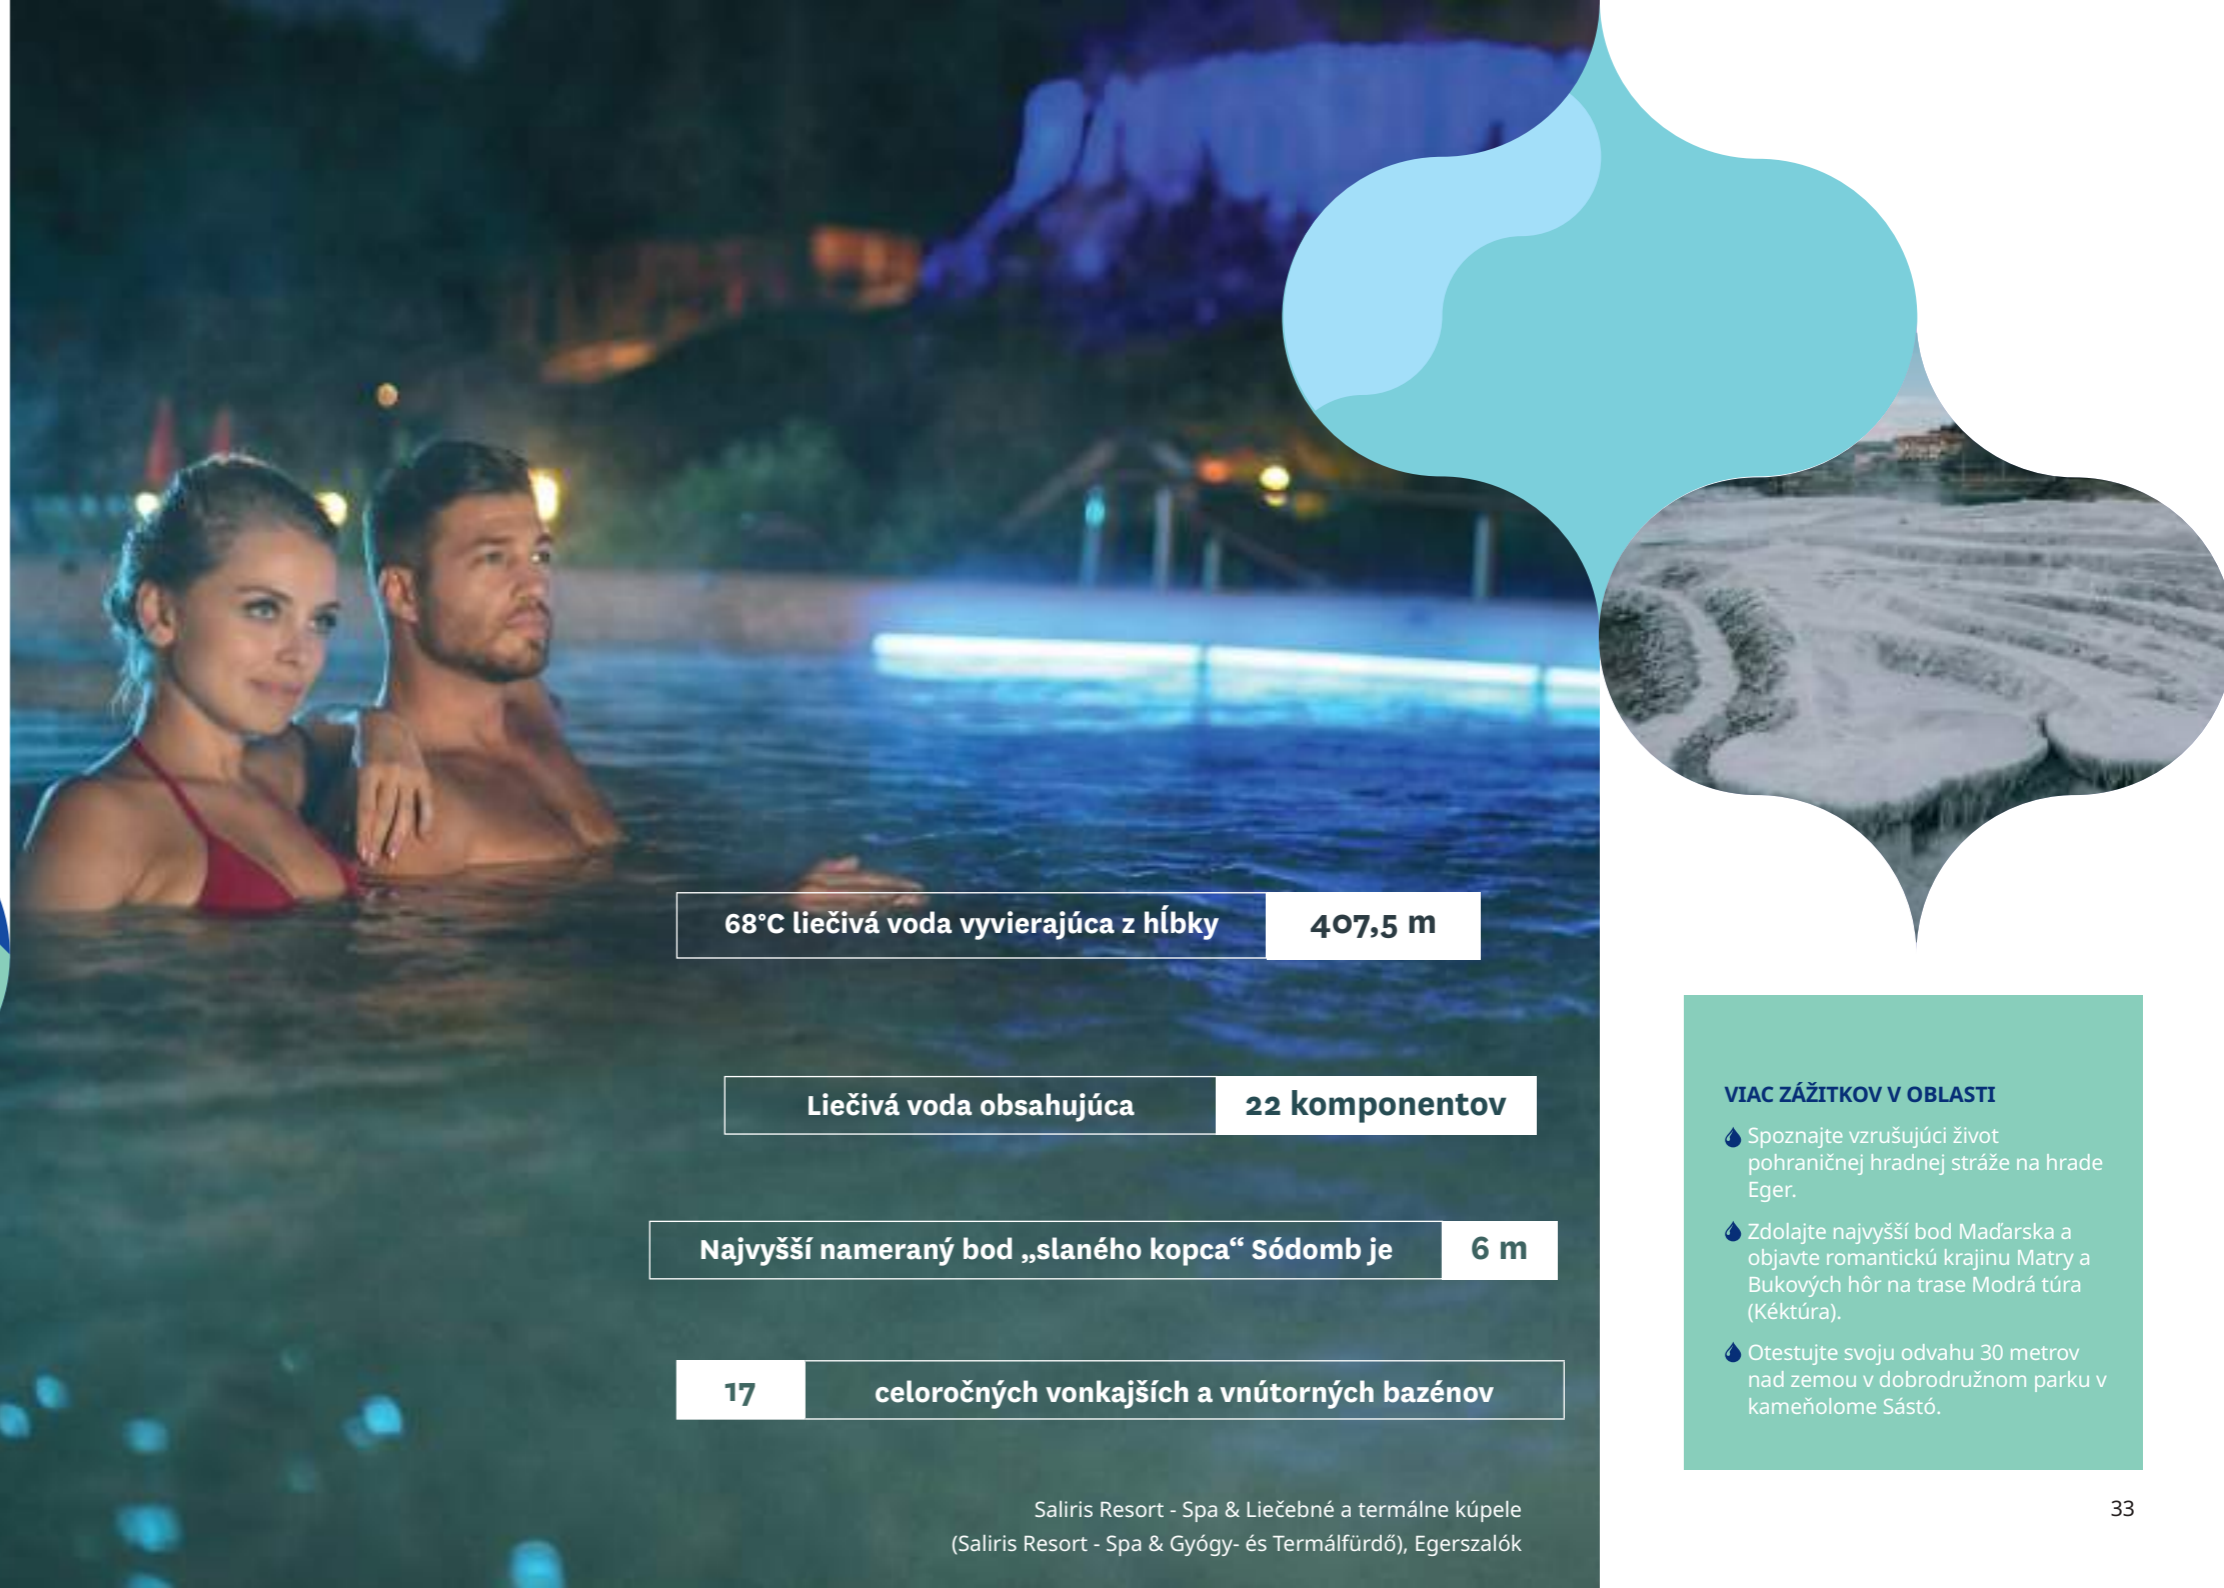 68°C liečivá voda vyvierajúca z hĺbky 407,5 m
Liečivá voda obsahujúca 22 komponentov
Najvyšší nameraný bod „slaného kopca“ Sódomb je 6 m
17 celoročných vonkajších a vnútorných bazénov
Saliris Resort - Spa & Liečebné a termálne kúpele
(Saliris Resort - Spa & Gyógy- és Termálfürdő), Egerszalók
VIAC ZÁŽITKOV V OBLASTI
Spoznajte vzrušujúci život
pohraničnej hradnej stráže na hrade
Eger.
Zdolajte najvyšší bod Maďarska a
objavte romantickú krajinu Matry a
Bukových hôr na trase Modrá túra
(Kéktúra).
Otestujte svoju odvahu 30 metrov
nad zemou v dobrodružnom parku v
kameňolome Sástó.
33